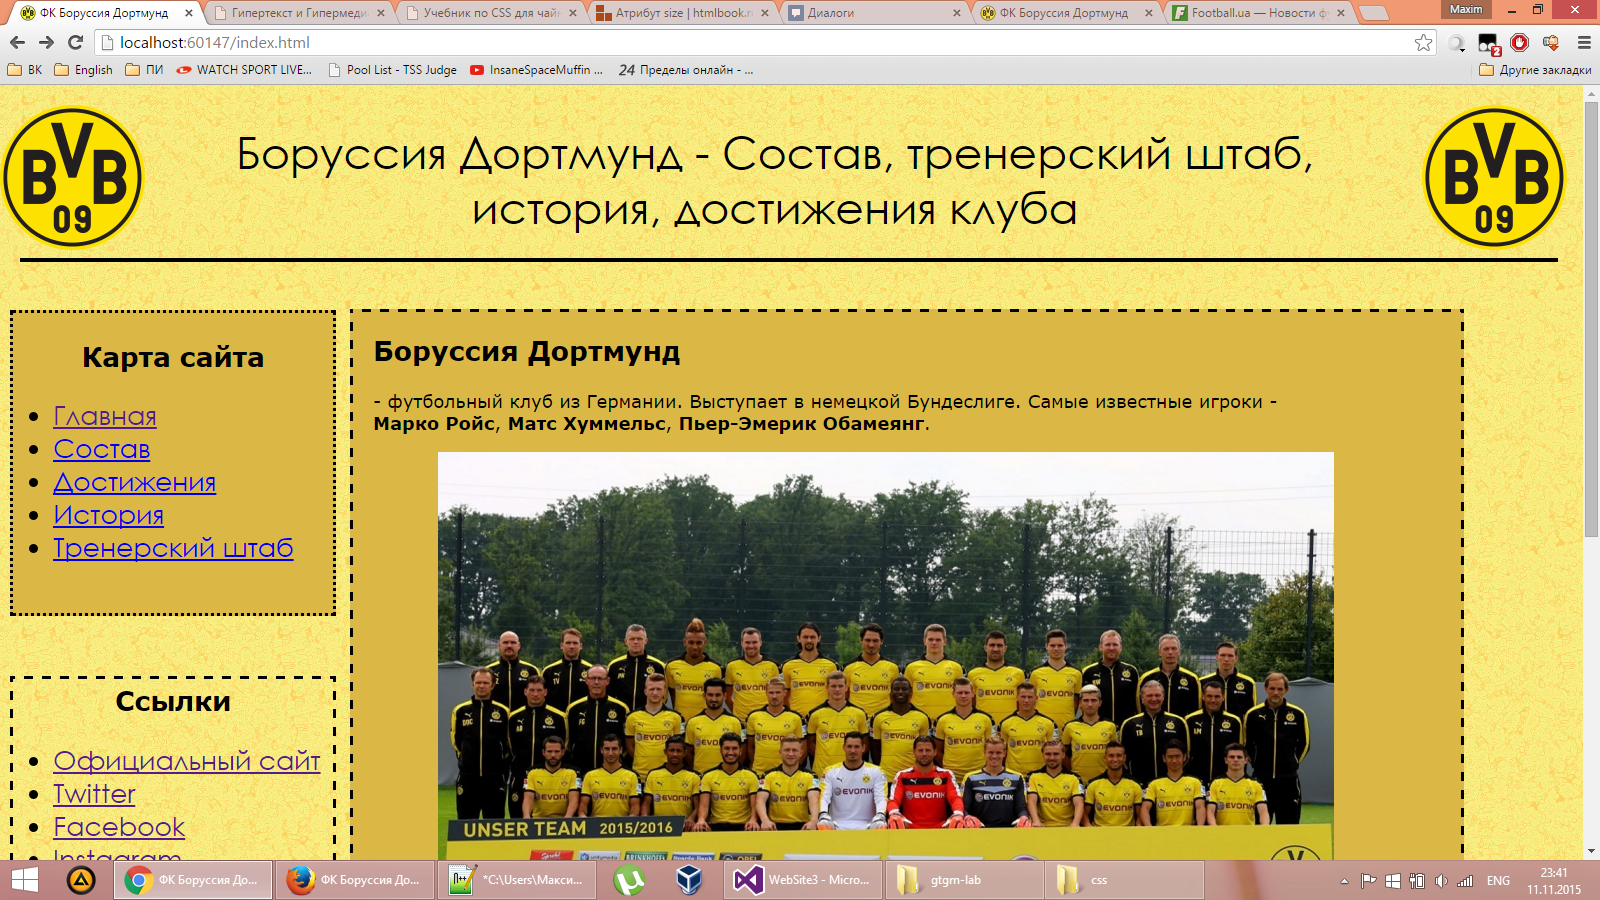 ФК Боруссия Дортмунд
Гипертекст и Гипермеди
Учебник по CSS для чай
Атрибут size | htmlbook.r
Диалоги
ФК Боруссия Дортмунд
Football.ua — Новости ф
Maxim
localhost:60147/index.html
2
ВК
English
ПИ
WATCH SPORT LIVE...
Pool List - TSS Judge
InsaneSpaceMuffin ...
24 Пределы онлайн - ...
Другие закладки
BVB 09
Боруссия Дортмунд - Состав, тренерский штаб,
история, достижения клуба
BVB 09
Карта сайта
Главная
Состав
Достижения
История
Тренерский штаб
Ссылки
Официальный сайт
Twitter
Facebook
Instagram
Боруссия Дортмунд
- футбольный клуб из Германии. Выступает в немецкой Бундеслиге. Самые известные игроки -
Марко Ройс, Матс Хуммельс, Пьер-Эмерик Обамеянг.
EVONIK
UNSER TEAM 2015/2016
ФК Боруссия До...
ФК Боруссия До...
*C:\Users\Макси...
WebSite3 - Micro...
gtgm-lab
css
ENG
23:41
11.11.2015